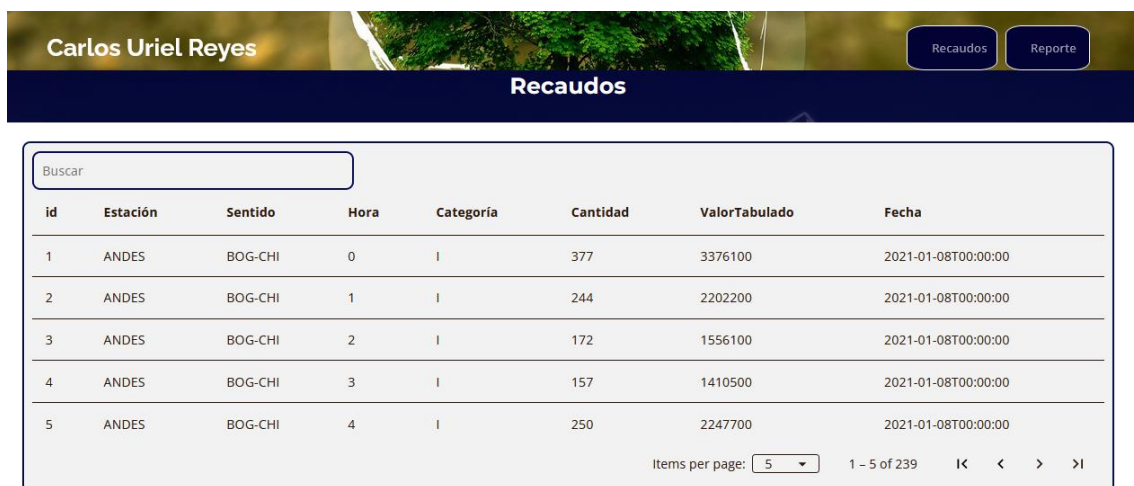 Carlos Uriel Reyes Recaudos Reporte
Recaudos
Buscar
id Estación Sentido Hora Categoría Cantidad ValorTabulado Fecha
1 ANDES BOG-CHI 0 I 377 3376100 2021-01-08T00:00:00
2 ANDES BOG-CHI 1 I 244 2202200 2021-01-08T00:00:00
3 ANDES BOG-CHI 2 I 172 1556100 2021-01-08T00:00:00
4 ANDES BOG-CHI 3 I 157 1410500 2021-01-08T00:00:00
5 ANDES BOG-CHI 4 I 250 2247700 2021-01-08T00:00:00
Items per page: 5 1 – 5 of 239